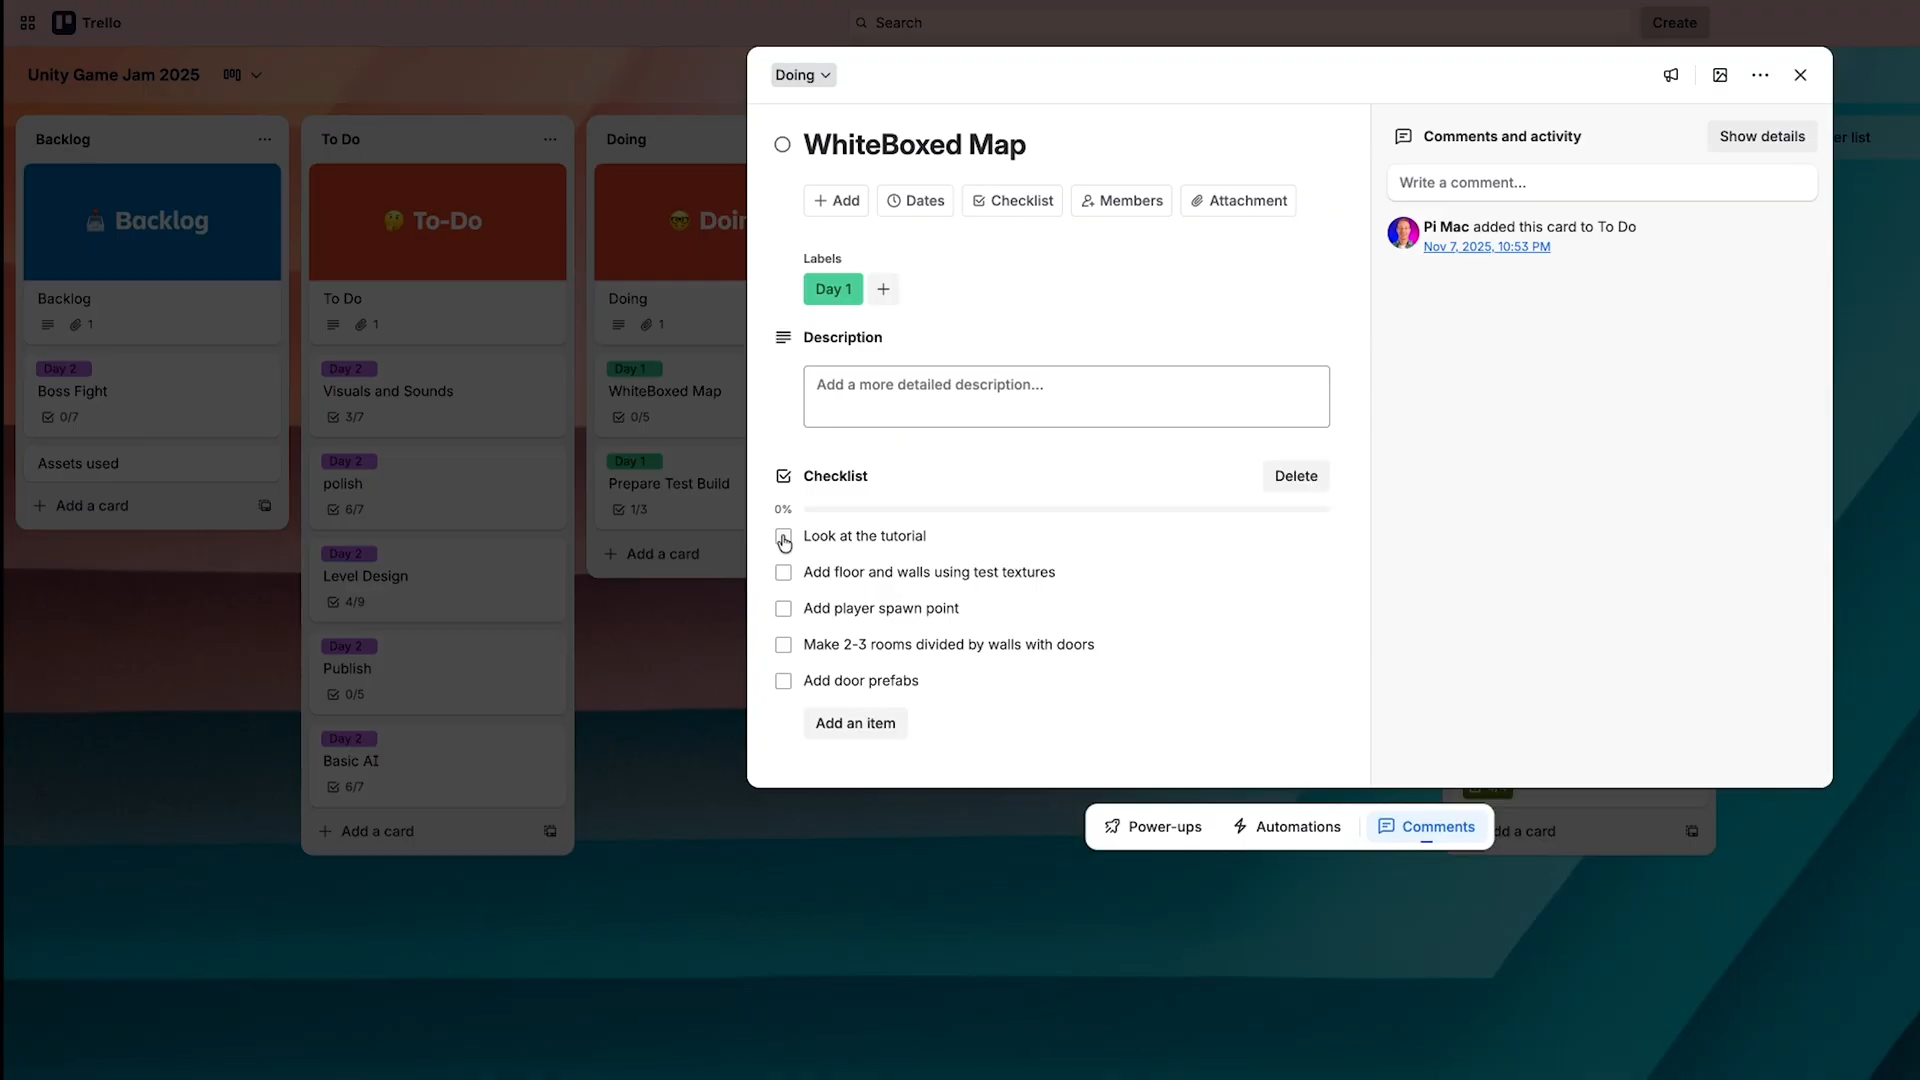 Trello
Search
Create
Unity Game Jam 2025
Backlog
Backlog
Backlog
1
Day 2
Boss Fight
0/7
Assets used
Add a card
To Do
To-Do
To Do
1
Day 2
Visuals and Sounds
3/7
Day 2
polish
6/7
Day 2
Level Design
4/9
Day 2
Publish
0/5
Day 2
Basic AI
6/7
Add a card
Doing
Doin
Doing
1
Day 1
WhiteBoxed Map
0/5
Day 1
Prepare Test Build
1/3
Add a card
Doing
WhiteBoxed Map
Add
Dates
Checklist
Members
Attachment
Labels
Day 1
Description
Add a more detailed description...
Checklist
Delete
0%
Look at the tutorial
Add floor and walls using test textures
Add player spawn point
Make 2-3 rooms divided by walls with doors
Add door prefabs
Add an item
Comments and activity
Show details
Write a comment...
Pi Mac added this card to To Do
Nov 7, 2025, 10:53 PM
er list
Power-ups
Automations
Comments
dd a card